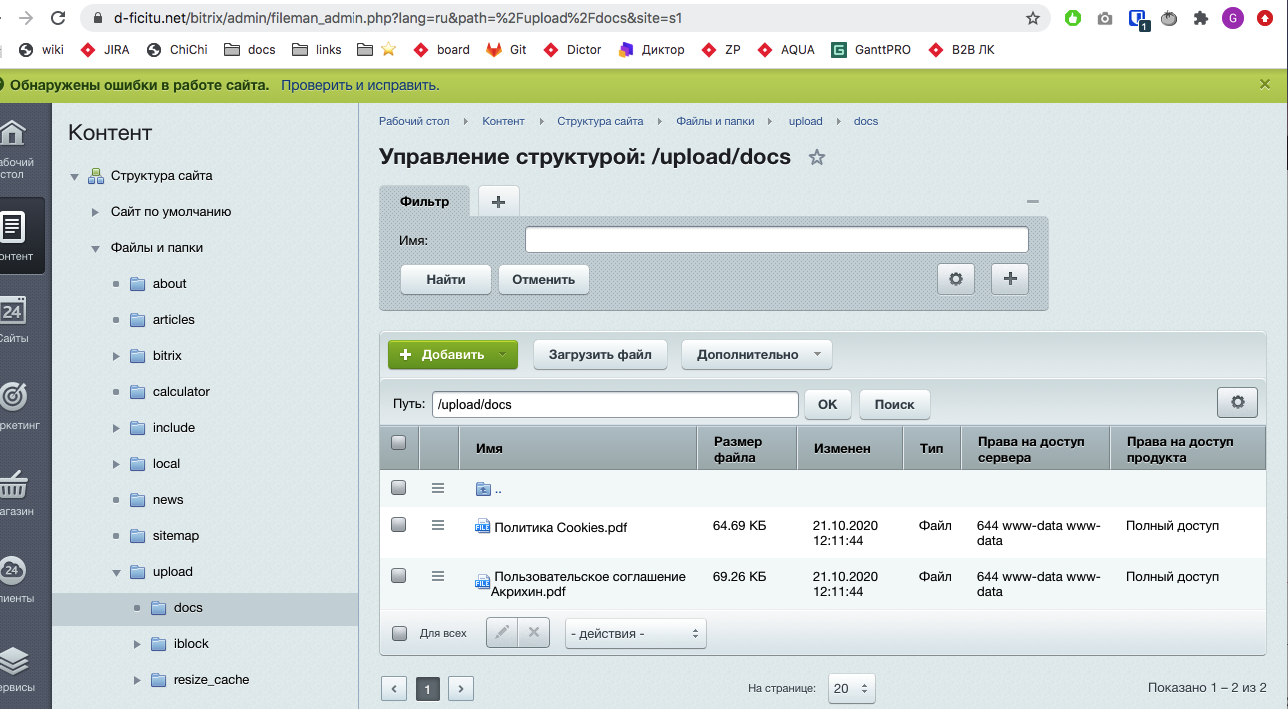 d-ficitu.net/bitrix/admin/fileman_admin.php?lang=ru&path=%2Fupload%2Fdocs&site=s1
1
G
wiki JIRA ChiChi docs links board Git Dictor Диктор ZP AQUA GanttPRO B2B ЛК
Обнаружены ошибки в работе сайта. Проверить и исправить.
абочий
стол
онтент
24
Сайты
ркетинг
агазин
24
лиенты
ервисы
Контент
Структура сайта
Сайт по умолчанию
Файлы и папки
about
articles
bitrix
calculator
include
local
news
sitemap
upload
docs
iblock
resize_cache
Рабочий стол Контент Структура сайта Файлы и папки upload docs
Управление структурой: /upload/docs
Фильтр
Имя:
Найти Отменить
Добавить Загрузить файл Дополнительно
Путь: /upload/docs OK Поиск
Имя Размер файла Изменен Тип Права на доступ сервера Права на доступ продукта
..
FILE Политика Cookies.pdf 64.69 КБ 21.10.2020 Файл 644 www-data www- Полный доступ
12:11:44 data
FILE Пользовательское соглашение 69.26 КБ 21.10.2020 Файл 644 www-data www- Полный доступ
Акрихин.pdf 12:11:44 data
Для всех - действия -
1 На странице: 20 Показано 1 – 2 из 2